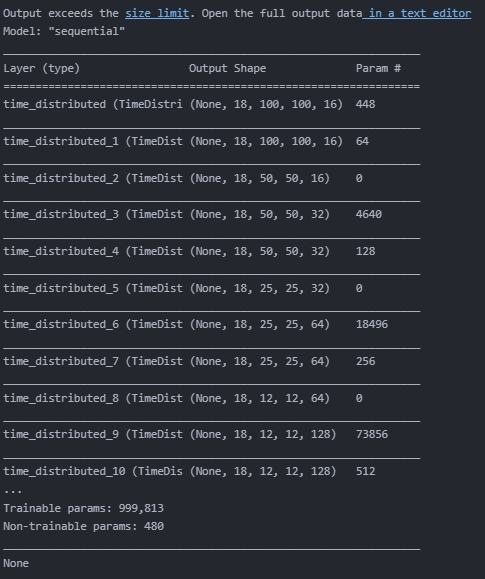 Output exceeds the size limit. Open the full output data in a text editor
Model: "sequential"
_________________________________________________________________
Layer (type)                 Output Shape              Param #
=================================================================
time_distributed (TimeDistri (None, 18, 100, 100, 16)  448
_________________________________________________________________
time_distributed_1 (TimeDist (None, 18, 100, 100, 16)  64
_________________________________________________________________
time_distributed_2 (TimeDist (None, 18, 50, 50, 16)    0
_________________________________________________________________
time_distributed_3 (TimeDist (None, 18, 50, 50, 32)    4640
_________________________________________________________________
time_distributed_4 (TimeDist (None, 18, 50, 50, 32)    128
_________________________________________________________________
time_distributed_5 (TimeDist (None, 18, 25, 25, 32)    0
_________________________________________________________________
time_distributed_6 (TimeDist (None, 18, 25, 25, 64)    18496
_________________________________________________________________
time_distributed_7 (TimeDist (None, 18, 25, 25, 64)    256
_________________________________________________________________
time_distributed_8 (TimeDist (None, 18, 12, 12, 64)    0
_________________________________________________________________
time_distributed_9 (TimeDist (None, 18, 12, 12, 128)   73856
_________________________________________________________________
time_distributed_10 (TimeDis (None, 18, 12, 12, 128)   512
...
Trainable params: 999,813
Non-trainable params: 480
_________________________________________________________________
None